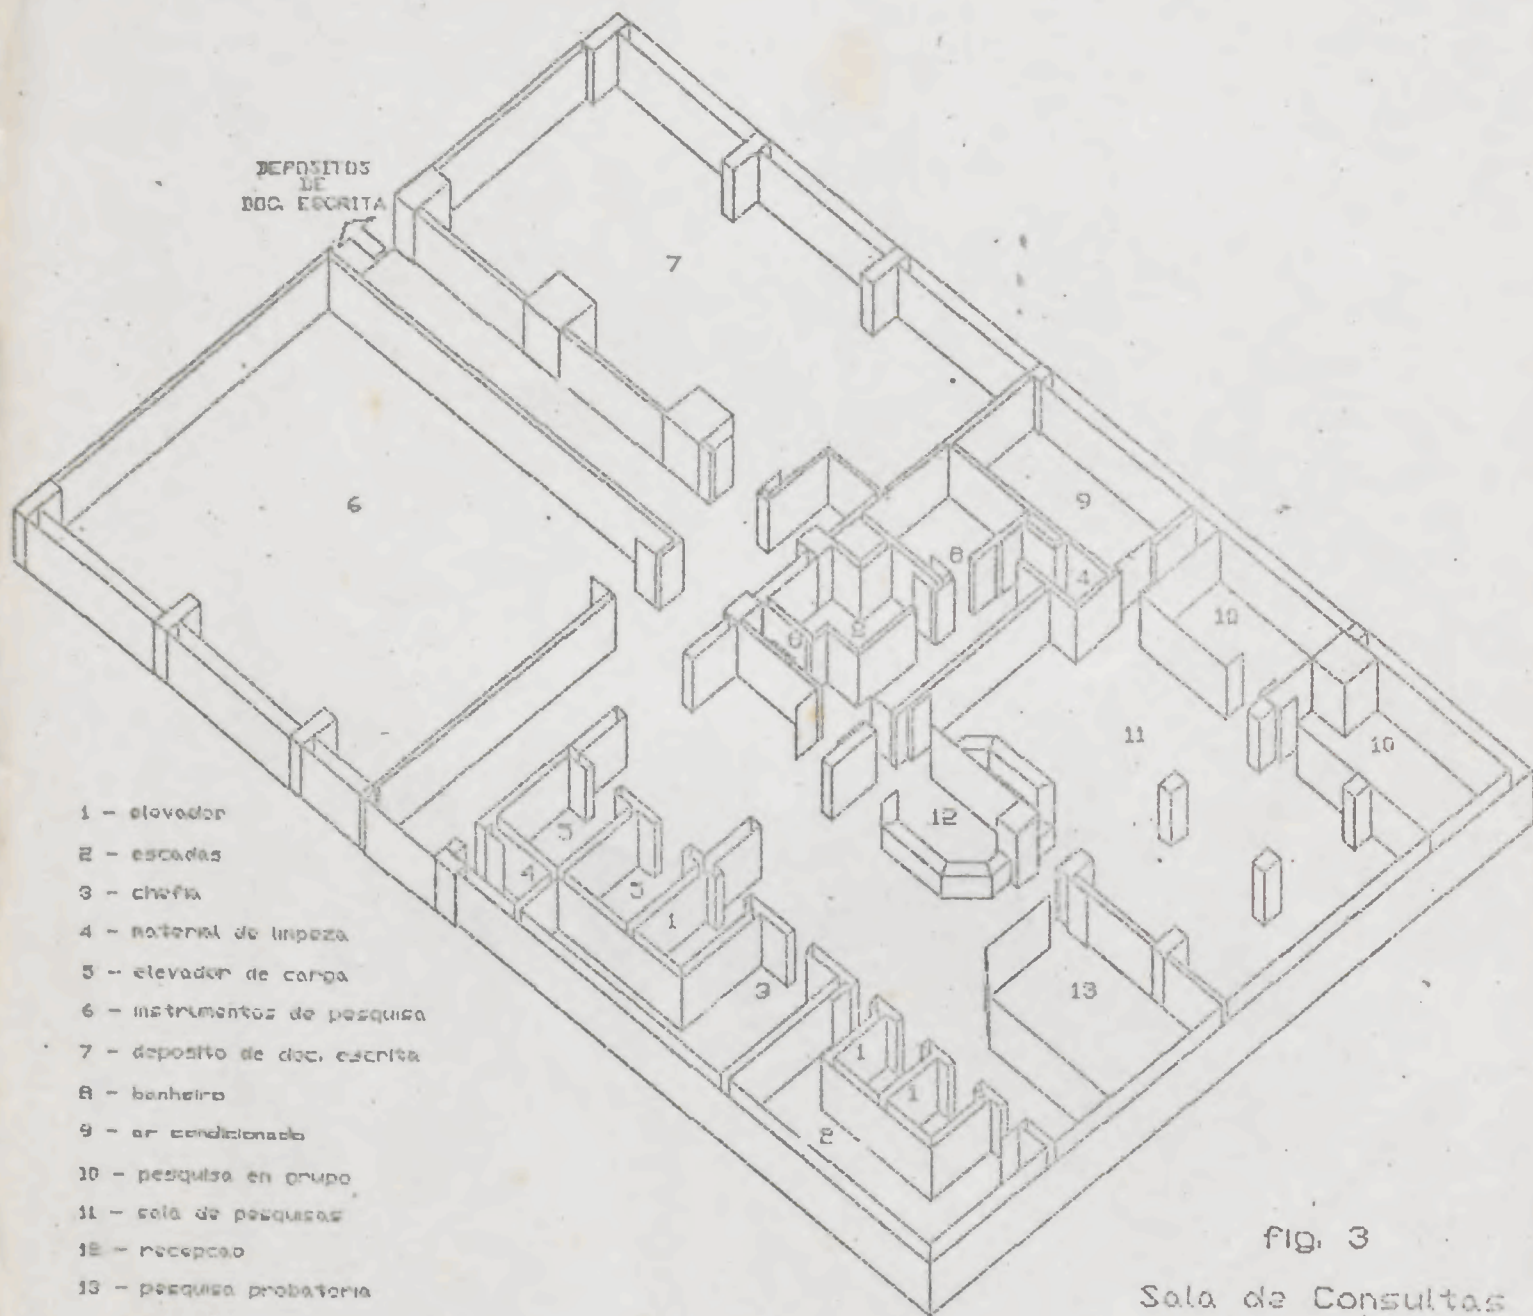 DEPOSITOS
DE
DOC. ESCRITA
7
6
9
8
4
10
8
2
11
10
12
5
4
5
1
3
13
1
1
2
1 - elevador
2 - escadas
3 - chefia
4 - material de limpeza
5 - elevador de carga
6 - instrumentos de pesquisa
7 - deposito de doc. escrita
8 - banheiro
9 - ar condicionado
10 - pesquisa em grupo
11 - sala de pesquisas
12 - recepcao
13 - pesquisa probatoria
fig. 3
Sala de Consultas